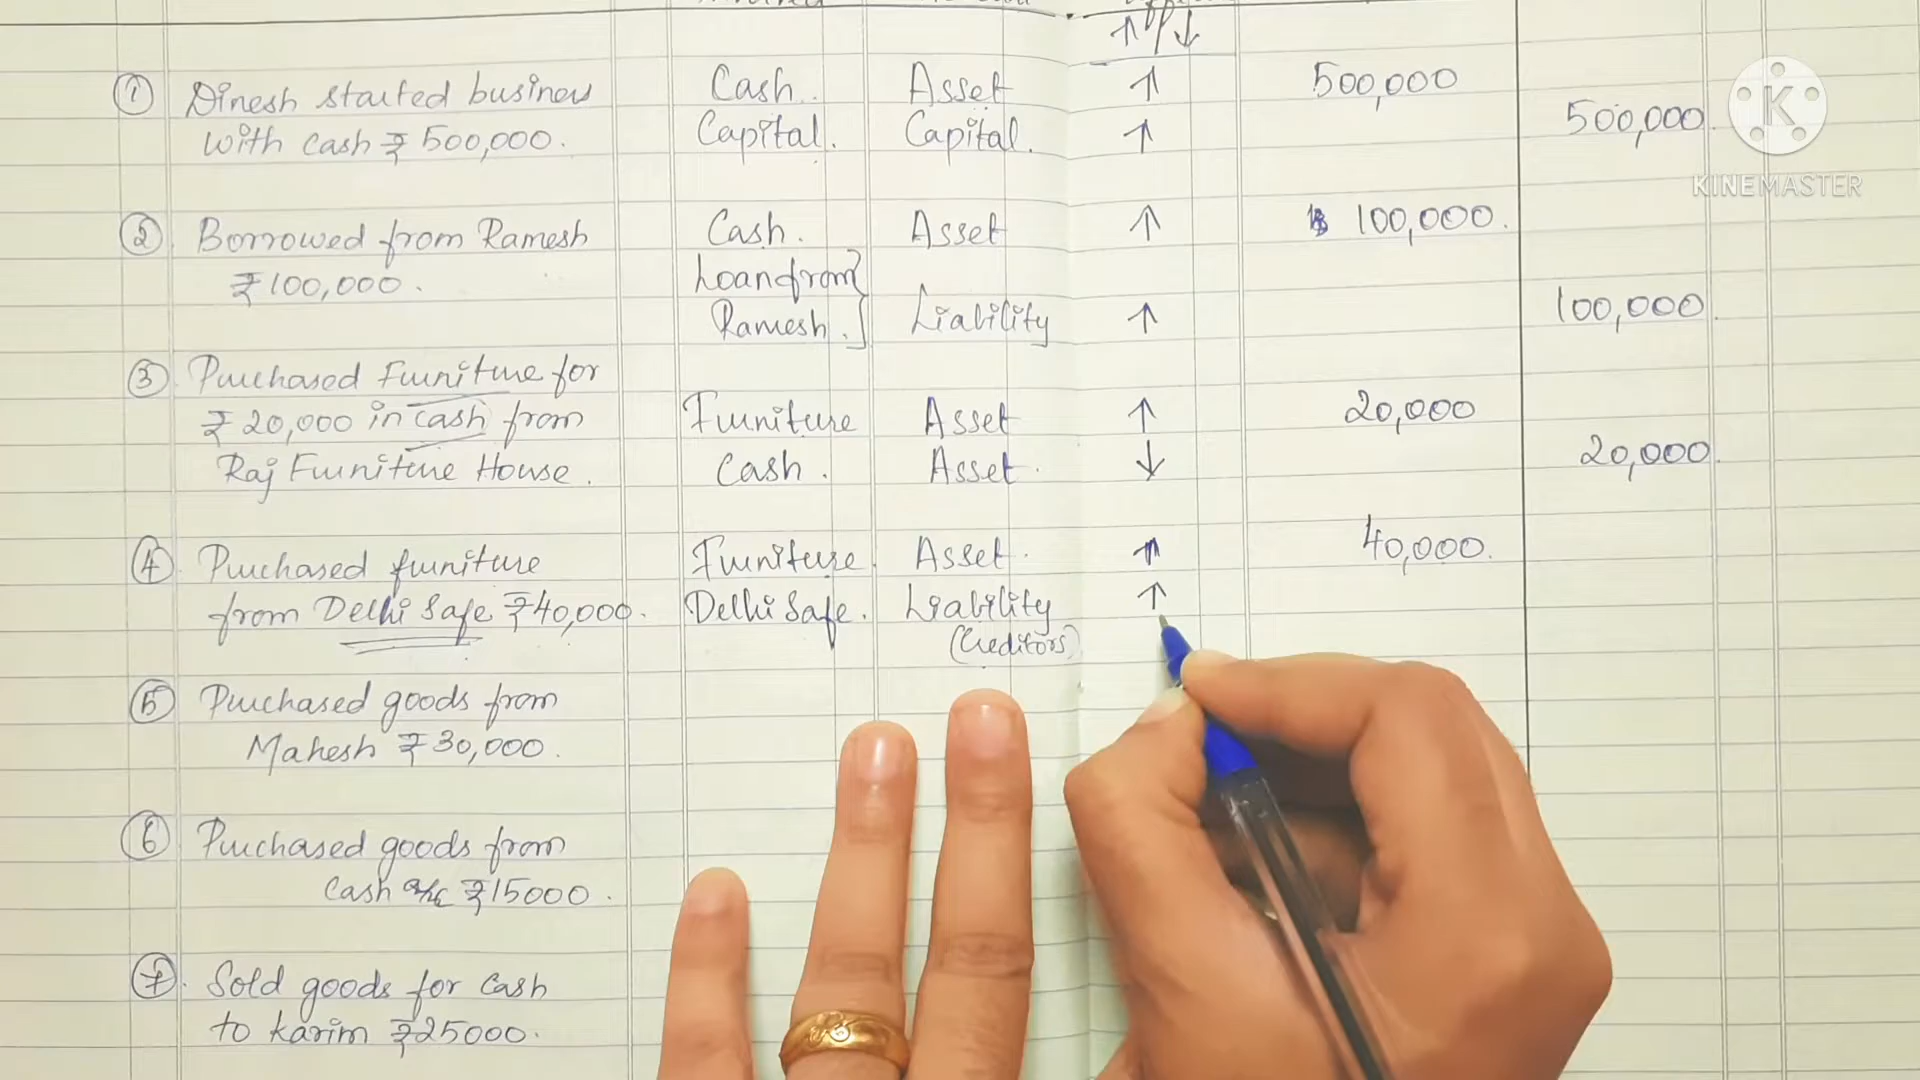 ↑ / ↓
① Dinesh started business Cash. Asset ↑ 500,000
with cash ₹ 500,000. Capital. Capital. ↑ 500,000.
② Borrowed from Ramesh Cash. Asset ↑ 100,000.
₹100,000. Loan from }
Ramesh. Liability ↑ 100,000.
③ Purchased Furniture for
₹ 20,000 in cash from Furniture Asset ↑ 20,000
Raj Furniture House. Cash. Asset. ↓ 20,000.
④ Purchased furniture Furniture. Asset. ↑ 40,000.
from Delhi Safe ₹40,000. Delhi Safe. Liability ↑
(Creditors)
⑤ Purchased goods from
Mahesh ₹30,000.
⑥ Purchased goods from
Cash a/c ₹15000.
⑦. Sold goods for cash
to Karim ₹25000.
K
KINEMASTER